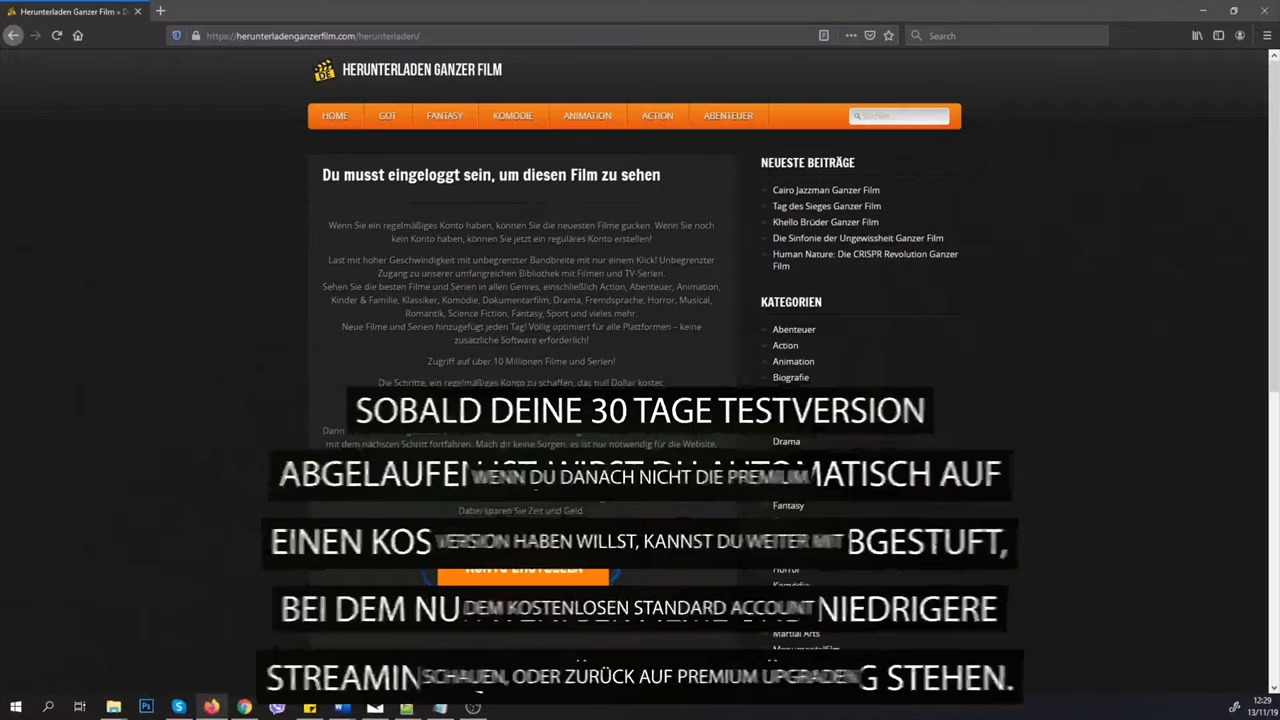 Herunterladen Ganzer Film
https://herunterladenganzerfilm.com/herunterladen/
Search
HERUNTERLADEN GANZER FILM
HOME
GOT
FANTASY
KOMÖDIE
ANIMATION
ACTION
ABENTEUER
Suchen ...
Du musst eingeloggt sein, um diesen Film zu sehen
Wenn Sie ein regelmäßiges Konto haben, können Sie die neuesten Filme gucken. Wenn Sie noch
kein Konto haben, können Sie jetzt ein reguläres Konto erstellen!
Last mit hoher Geschwindigkeit mit unbegrenzter Bandbreite mit nur einem Klick! Unbegrenzter
Zugang zu unserer umfangreichen Bibliothek mit Filmen und TV-Serien.
Sehen Sie die besten Filme und Serien in allen Genres, einschließlich Action, Abenteuer, Animation,
Kinder & Familie, Klassiker, Komödie, Dokumentarfilm, Drama, Fremdsprache, Horror, Musical,
Romantik, Science Fiction, Fantasy, Sport und vieles mehr.
Neue Filme und Serien hinzugefügt jeden Tag! Völlig optimiert für alle Plattformen – keine
zusätzliche Software erforderlich!
Zugriff auf über 10 Millionen Filme und Serien!
Die Schritte, ein regelmäßiges Konto zu schaffen, das null Dollar kostet.
Dann
mit dem nächsten Schritt fortfahren. Mach dir keine Sorgen, es ist nur notwendig für die Website,
Dabei sparen Sie Zeit und Geld
KONTO ERSTELLEN
NEUESTE BEITRÄGE
Cairo Jazzman Ganzer Film
Tag des Sieges Ganzer Film
Khello Brüder Ganzer Film
Die Sinfonie der Ungewissheit Ganzer Film
Human Nature: Die CRISPR Revolution Ganzer
Film
KATEGORIEN
Abenteuer
Action
Animation
Biografie
Drama
Fantasy
Horror
Komödie
Martial Arts
SOBALD DEINE 30 TAGE TESTVERSION
ABGELAUFEN IST, WIRST DU AUTOMATISCH AUF
EINEN KOS BGESTUFT,
BEI DEM NU NIEDRIGERE
STREAMIN G STEHEN.
WENN DU DANACH NICHT DIE PREMIUM
VERSION HABEN WILLST, KANNST DU WEITER MIT
DEM KOSTENLOSEN STANDARD ACCOUNT
SCHAUEN, ODER ZURÜCK AUF PREMIUM UPGRADEN
12:29
13/11/19